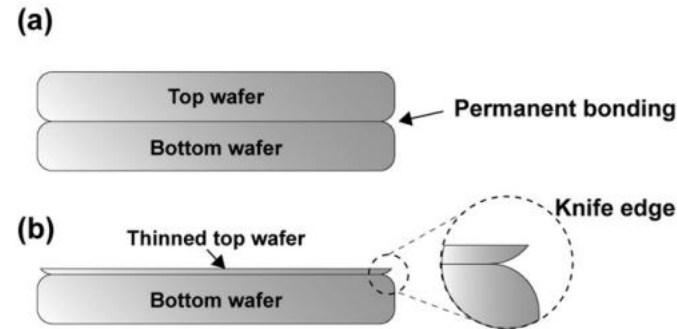 (a)
Top wafer
Permanent bonding
Bottom wafer
(b)
Knife edge
Thinned top wafer
Bottom wafer